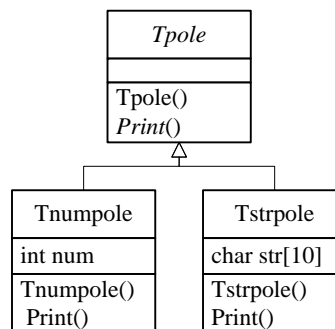 Tpole
Tpole()
Print()
Tnumpole
int num
Tnumpole()
Print()
Tstrpole
char str[10]
Tstrpole()
Print()